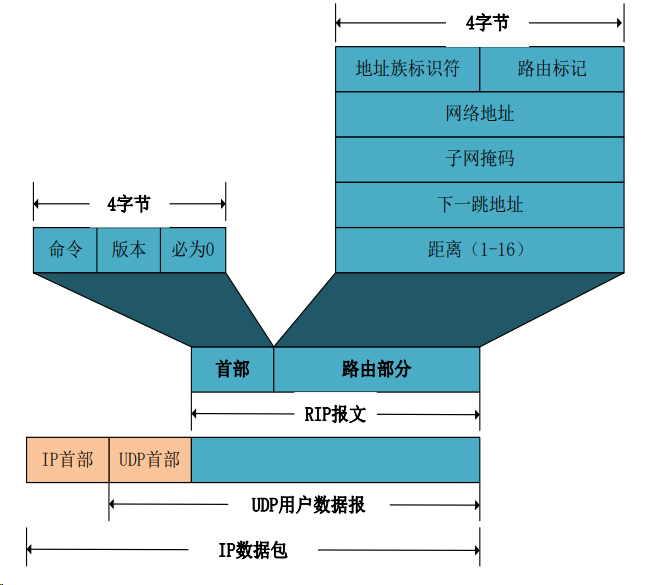 4字节
地址族标识符 路由标记
网络地址
子网掩码
下一跳地址
距离（1-16）
4字节
命令 版本 必为0
首部 路由部分
RIP报文
IP首部 UDP首部
UDP用户数据报
IP数据包